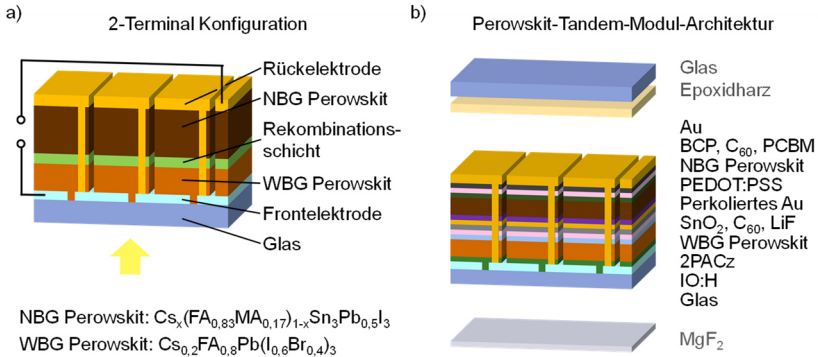 a)
2-Terminal Konfiguration
Rückelektrode
NBG Perowskit
Rekombinations-
schicht
WBG Perowskit
Frontelektrode
Glas
NBG Perowskit: Csₓ(FA₀,₈₃MA₀,₁₇)₁₋ₓSn₃Pb₀,₅I₃
WBG Perowskit: Cs₀,₂FA₀,₈Pb(I₀,₆Br₀,₄)₃
b)
Perowskit-Tandem-Modul-Architektur
Glas
Epoxidharz
Au
BCP, C₆₀, PCBM
NBG Perowskit
PEDOT:PSS
Perkoliertes Au
SnO₂, C₆₀, LiF
WBG Perowskit
2PACz
IO:H
Glas
MgF₂